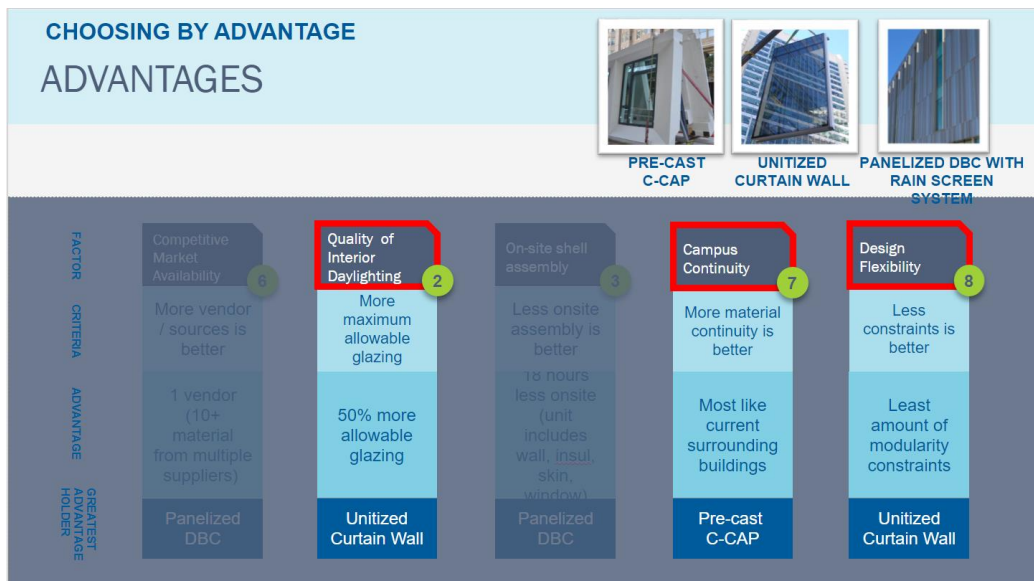 CHOOSING BY ADVANTAGE
ADVANTAGES
PRE-CAST
C-CAP
UNITIZED
CURTAIN WALL
PANELIZED DBC WITH
RAIN SCREEN
SYSTEM
FACTOR
Competitive
Market
Availability
6
Quality of
Interior
Daylighting
2
On-site shell
assembly
3
Campus
Continuity
7
Design
Flexibility
8
CRITERIA
More vendor
/ sources is
better
More
maximum
allowable
glazing
Less onsite
assembly is
better
More material
continuity is
better
Less
constraints is
better
ADVANTAGE
1 vendor
(10+
material
from multiple
suppliers)
50% more
allowable
glazing
18 hours
less onsite
(unit
includes
wall, insul,
skin,
window)
Most like
current
surrounding
buildings
Least
amount of
modularity
constraints
GREATEST
ADVANTAGE
HOLDER
Panelized
DBC
Unitized
Curtain Wall
Panelized
DBC
Pre-cast
C-CAP
Unitized
Curtain Wall